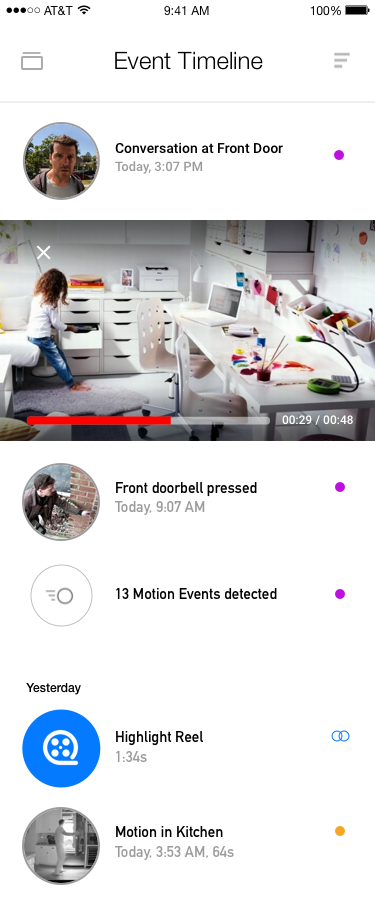 AT&T 9:41 AM 100%
Event Timeline
Conversation at Front Door
Today, 3:07 PM
00:29 / 00:48
Front doorbell pressed
Today, 9:07 AM
13 Motion Events detected
Yesterday
Highlight Reel
1:34s
Motion in Kitchen
Today, 3:53 AM, 64s